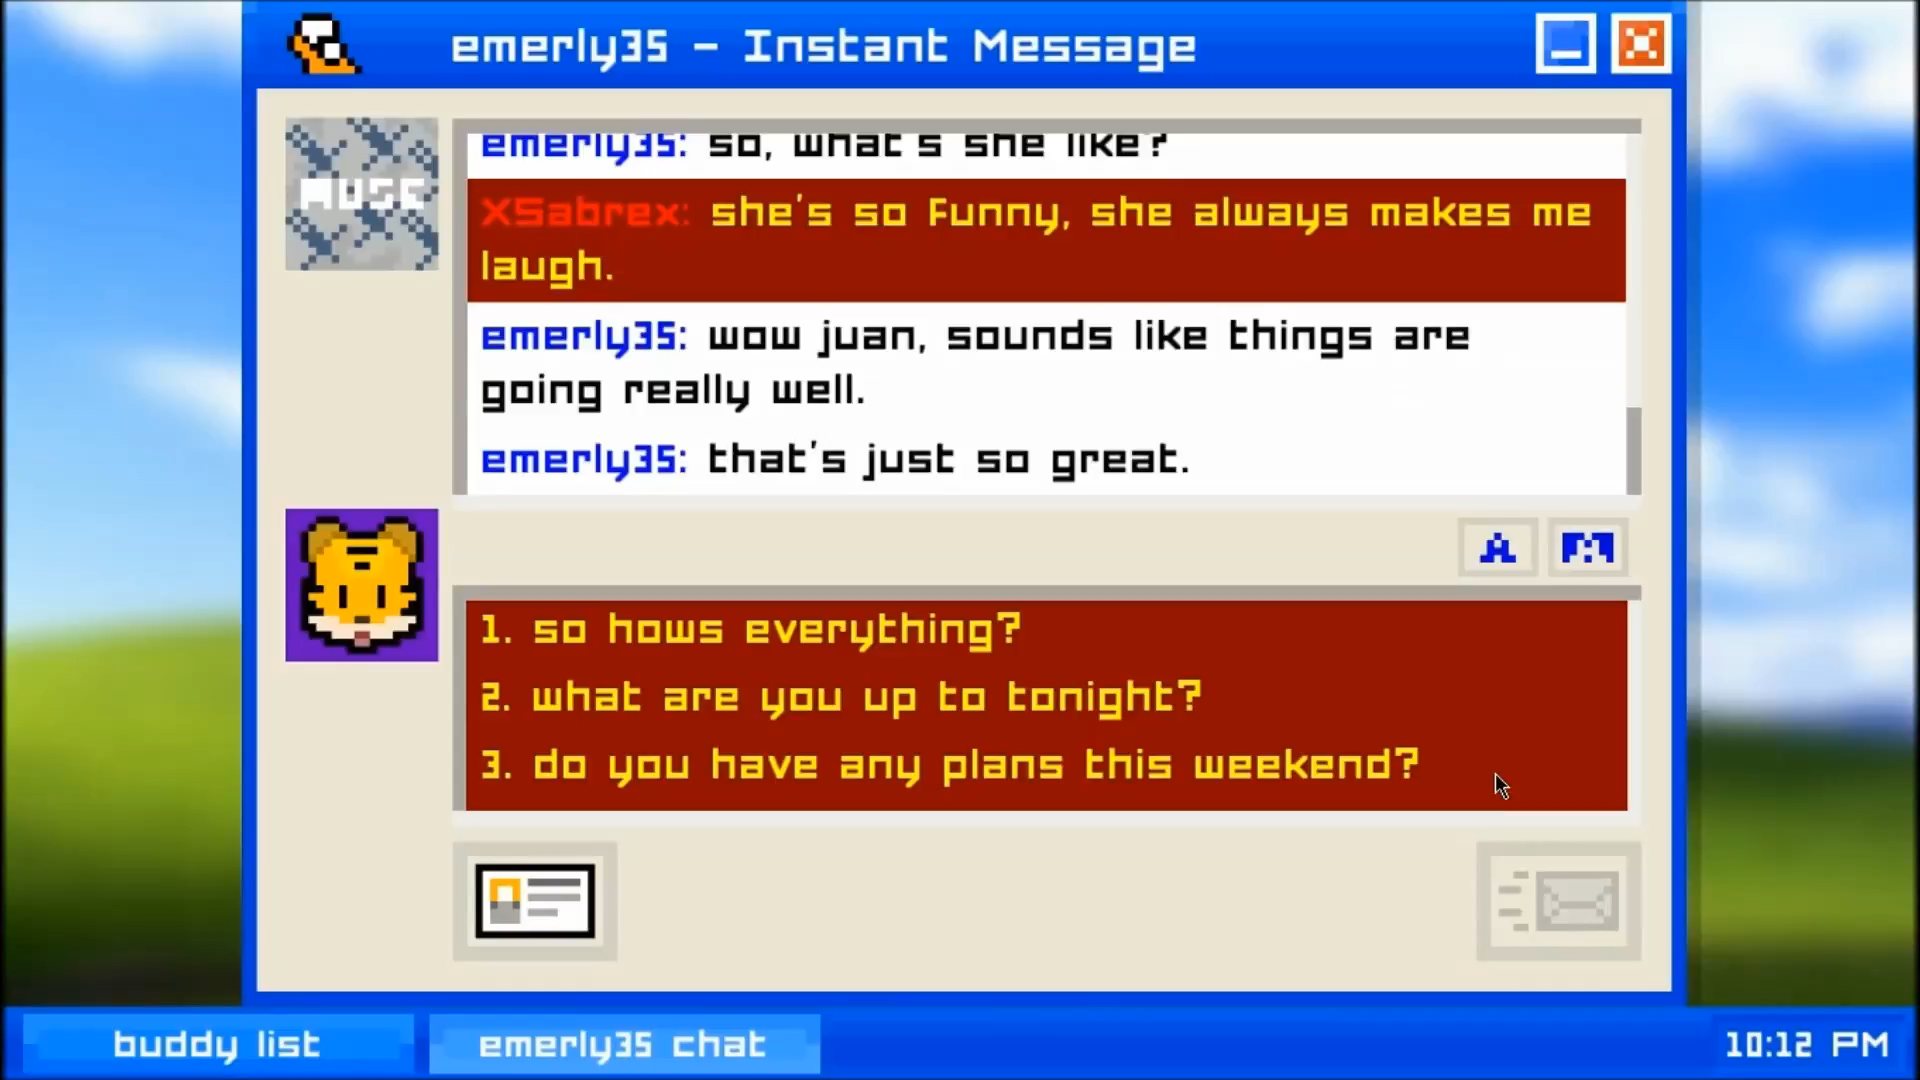 emerly35 - Instant Message
MUSE
emerly35: so, what's she like?
XSabrex: she's so funny, she always makes me
laugh.
emerly35: wow juan, sounds like things are
going really well.
emerly35: that's just so great.
A
1. so hows everything?
2. what are you up to tonight?
3. do you have any plans this weekend?
buddy list
emerly35 chat
10:12 PM